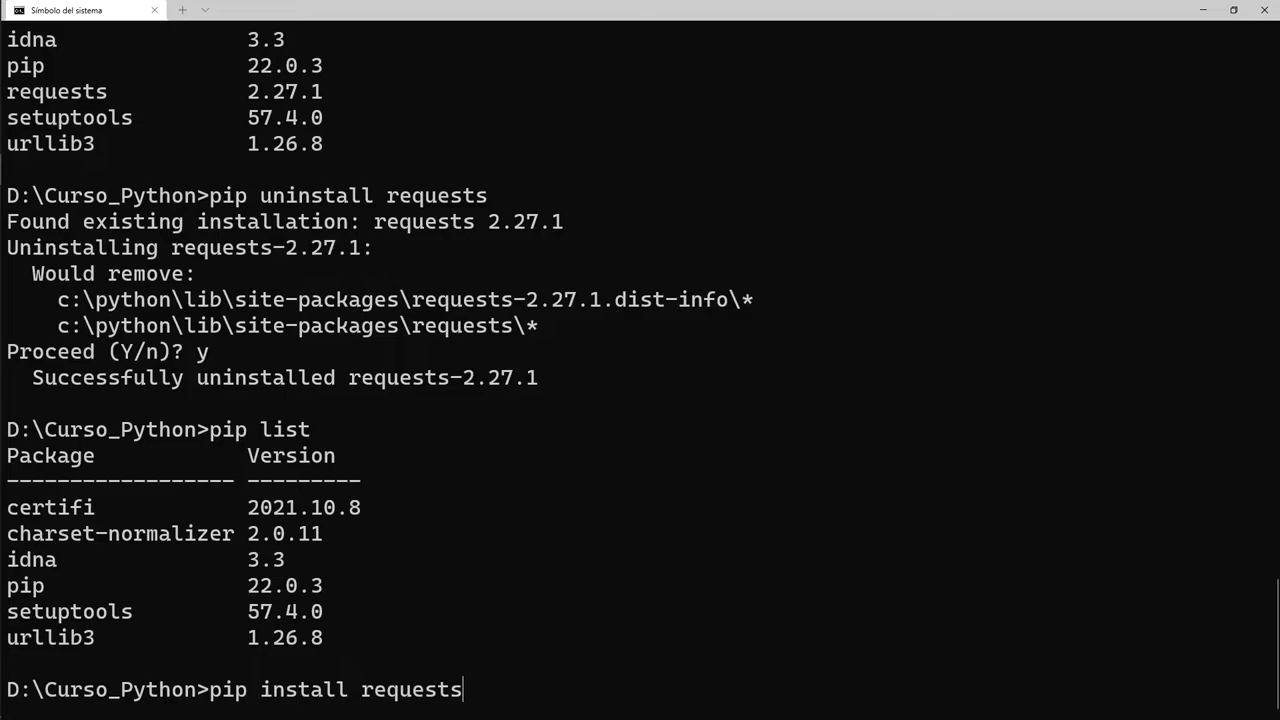 Símbolo del sistema
idna 3.3
pip 22.0.3
requests 2.27.1
setuptools 57.4.0
urllib3 1.26.8
D:\Curso_Python>pip uninstall requests
Found existing installation: requests 2.27.1
Uninstalling requests-2.27.1:
Would remove:
c:\python\lib\site-packages\requests-2.27.1.dist-info\*
c:\python\lib\site-packages\requests\*
Proceed (Y/n)? y
Successfully uninstalled requests-2.27.1
D:\Curso_Python>pip list
Package Version
------------------ ---------
certifi 2021.10.8
charset-normalizer 2.0.11
idna 3.3
pip 22.0.3
setuptools 57.4.0
urllib3 1.26.8
D:\Curso_Python>pip install requests